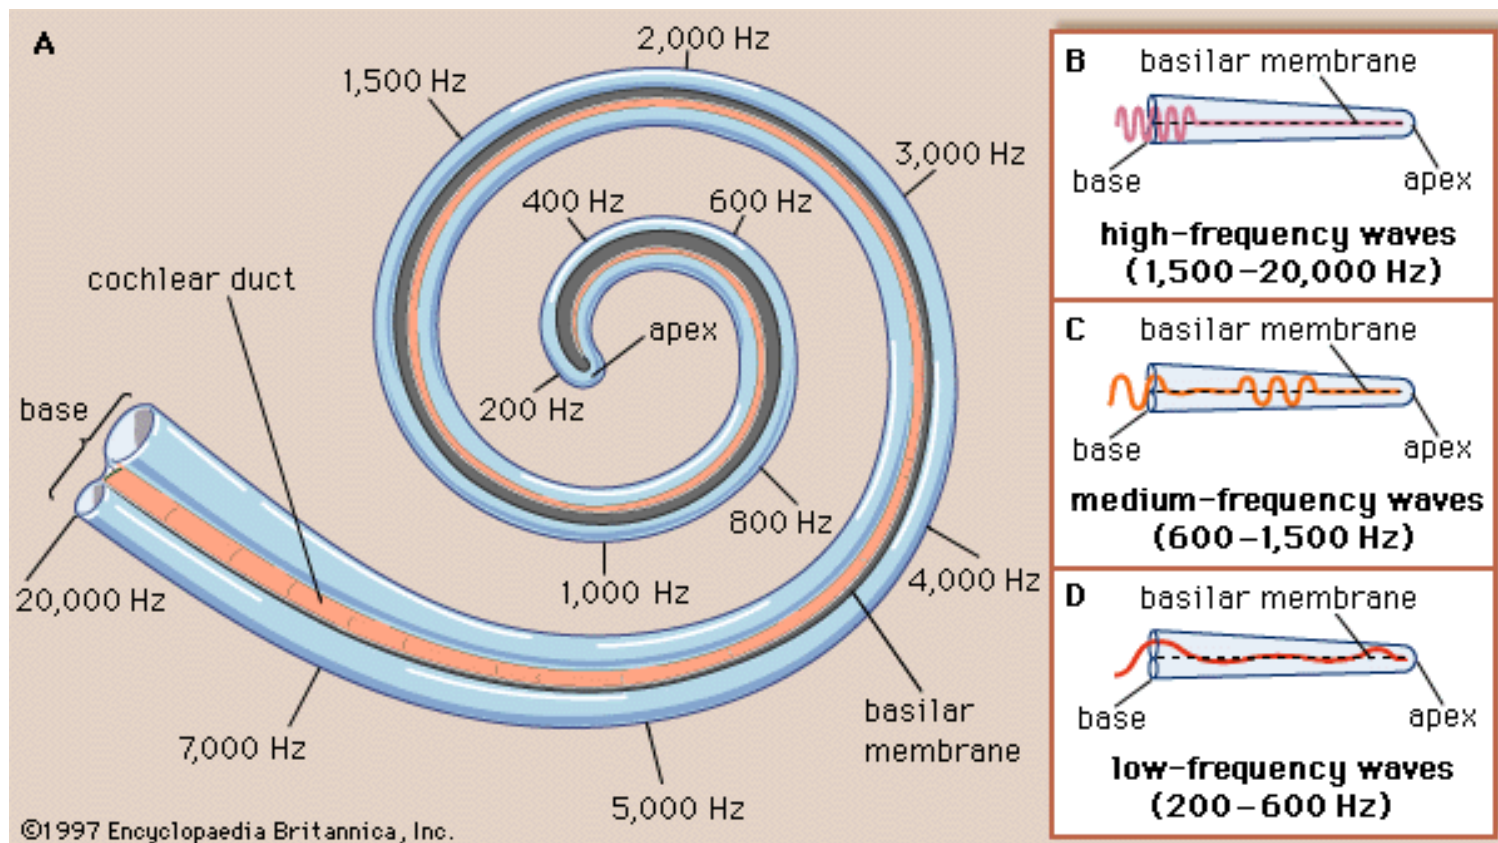 A
2,000 Hz
1,500 Hz
3,000 Hz
400 Hz
600 Hz
cochlear duct
apex
base
200 Hz
800 Hz
1,000 Hz
4,000 Hz
20,000 Hz
basilar
membrane
7,000 Hz
5,000 Hz
©1997 Encyclopaedia Britannica, Inc.
B
basilar membrane
base
apex
high-frequency waves
(1,500-20,000 Hz)
C
basilar membrane
base
apex
medium-frequency waves
(600-1,500 Hz)
D
basilar membrane
base
apex
low-frequency waves
(200-600 Hz)